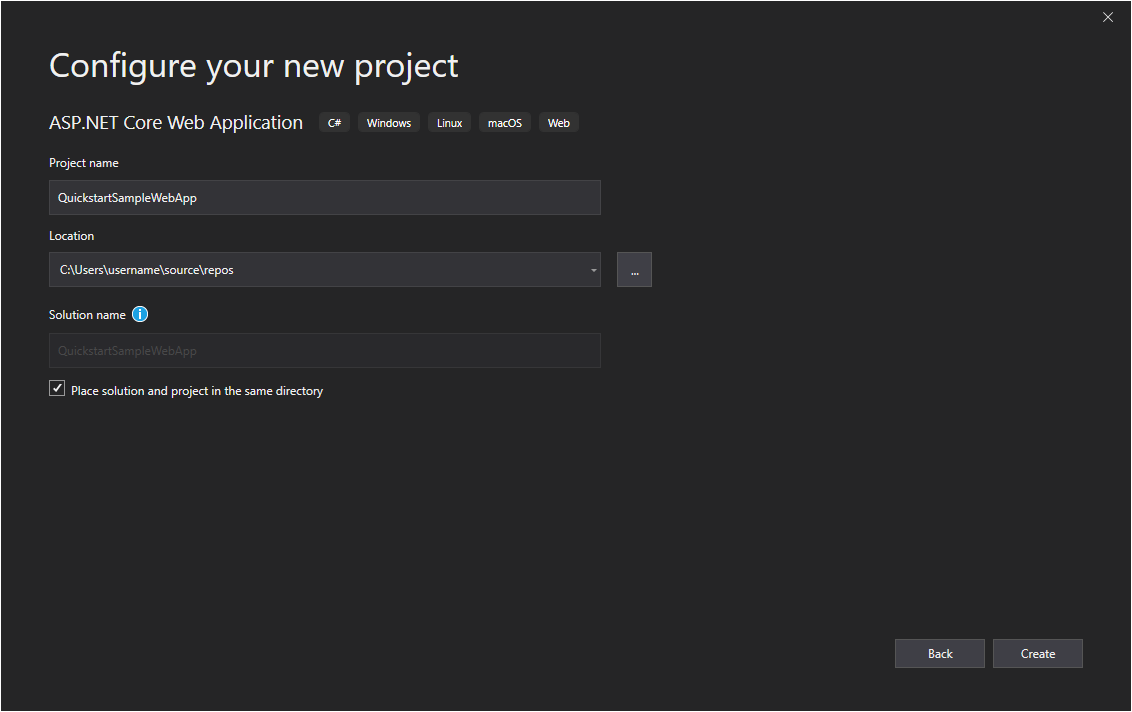 Configure your new project
ASP.NET Core Web Application C# Windows Linux macOS Web
Project name
QuickstartSampleWebApp
Location
C:\Users\username\source\repos
...
Solution name
QuickstartSampleWebApp
Place solution and project in the same directory
Back Create